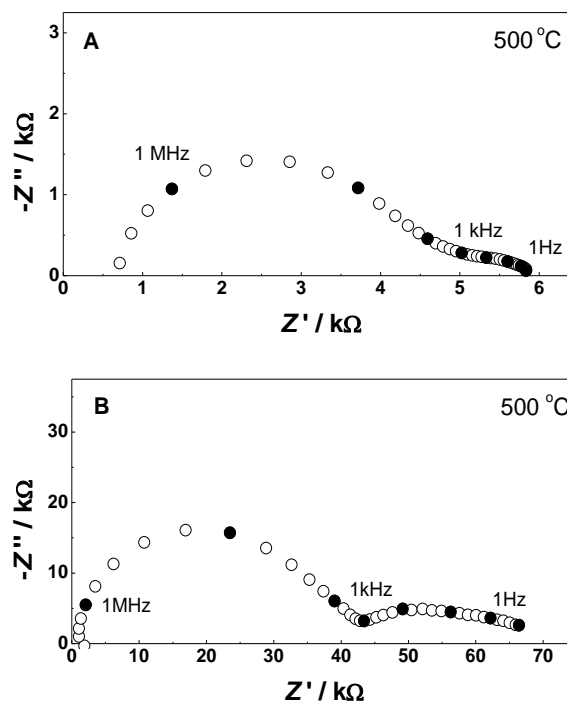 A
500 °C
3
2
1
0
-Z'' / kΩ
1 MHz
1 kHz
1Hz
0 1 2 3 4 5 6
Z' / kΩ
B
500 °C
30
20
10
0
-Z'' / kΩ
1MHz
1kHz
1Hz
0 10 20 30 40 50 60 70
Z' / kΩ